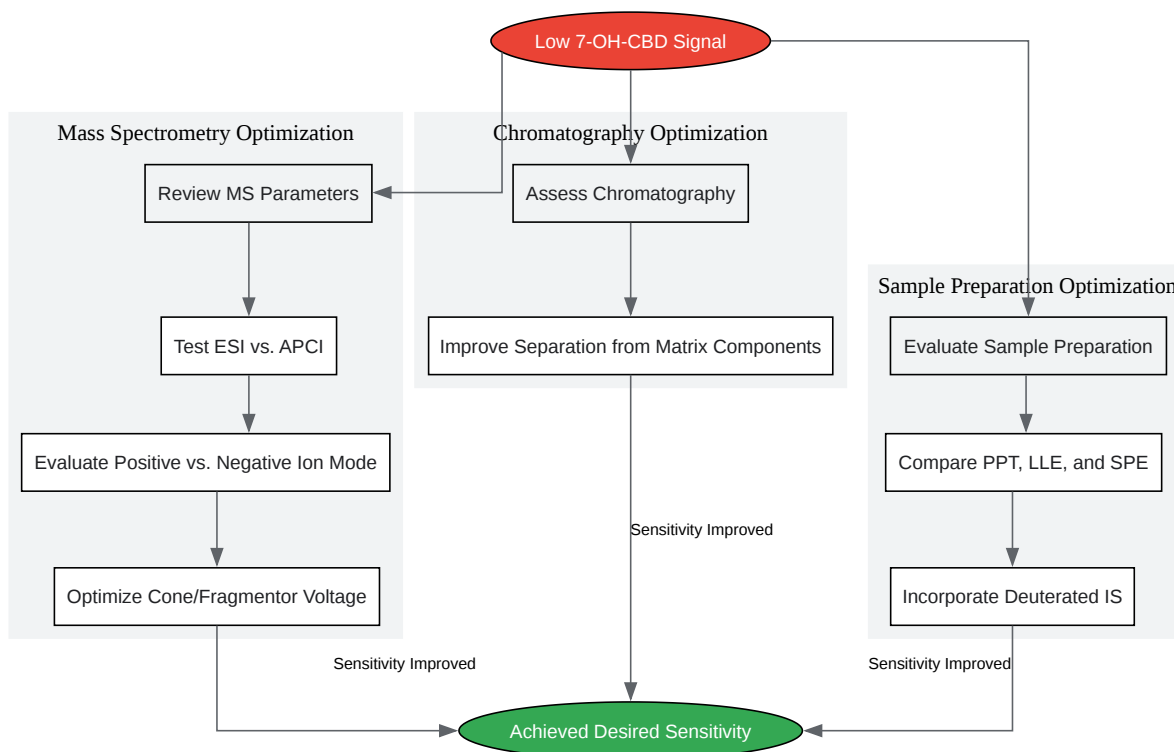 Low 7-OH-CBD Signal
Mass Spectrometry Optimization
Chromatography Optimization
Review MS Parameters
Assess Chromatography
Sample Preparation Optimization
Test ESI vs. APCI
Improve Separation from Matrix Components
Evaluate Sample Preparation
Evaluate Positive vs. Negative Ion Mode
Compare PPT, LLE, and SPE
Sensitivity Improved
Optimize Cone/Fragmentor Voltage
Incorporate Deuterated IS
Sensitivity Improved
Sensitivity Improved
Achieved Desired Sensitivity